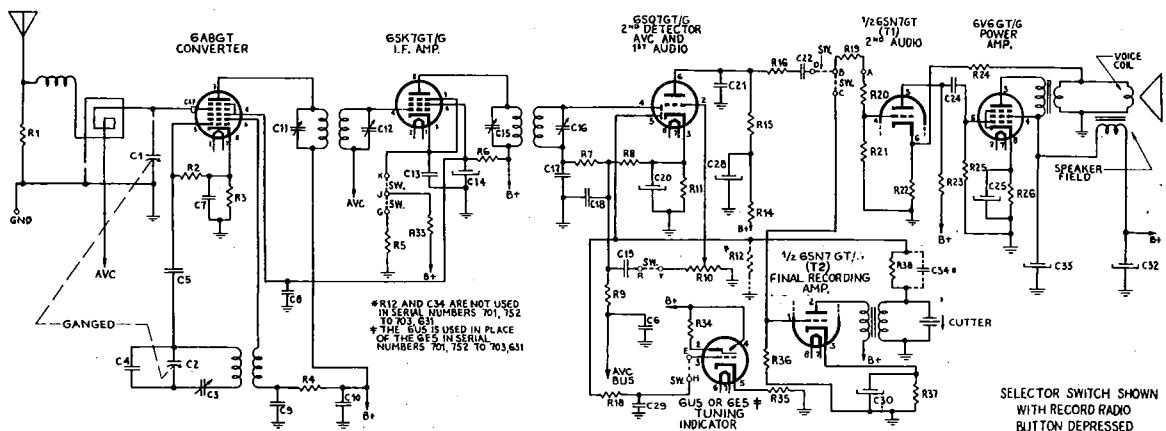 6A8GT
CONVERTER
6SK7GT/G
I.F. AMP.
6SQ7GT/G
2ND DETECTOR
AVC AND
1ST AUDIO
1/2 6SN7GT
(T1)
2ND AUDIO
6V6GT/G
POWER
AMP.
VOICE
COIL
SPEAKER
FIELD
R1
GND
AVC
C1
GANGED
C5
C4
C2
C3
R2
C7
R3
C8
C9
R4
C10
B+
C11
C12
AVC
K
SW.
J
SW.
G
R5
R33
B+
C13
C14
R6
C15
B+
C16
C17
R7
C18
R8
C20
R11
C21
R15
C28
R14
B+
R12
R16
C22
SW.
D
B
SW.
C
R19
A
R20
R21
R22
R23
B+
C24
R24
R25
C25
R26
C33
C32
B+
C19
SW.
R
Y
R10
R9
C6
AVC
BUS
R18
C29
B+
R34
E
SW.
H
6U5 OR 6E5 ‡
TUNING
INDICATOR
R35
R36
1/2 6SN7 GT/G
(T2)
FINAL RECORDING
AMP.
B+
C30
R37
R38
C34*
CUTTER
*R12 AND C34 ARE NOT USED
IN SERIAL NUMBERS 701, 752
TO 703, 631
‡ THE 6U5 IS USED IN PLACE
OF THE 6E5 IN SERIAL
NUMBERS 701, 752 TO 703,631
SELECTOR SWITCH SHOWN
WITH RECORD RADIO
BUTTON DEPRESSED